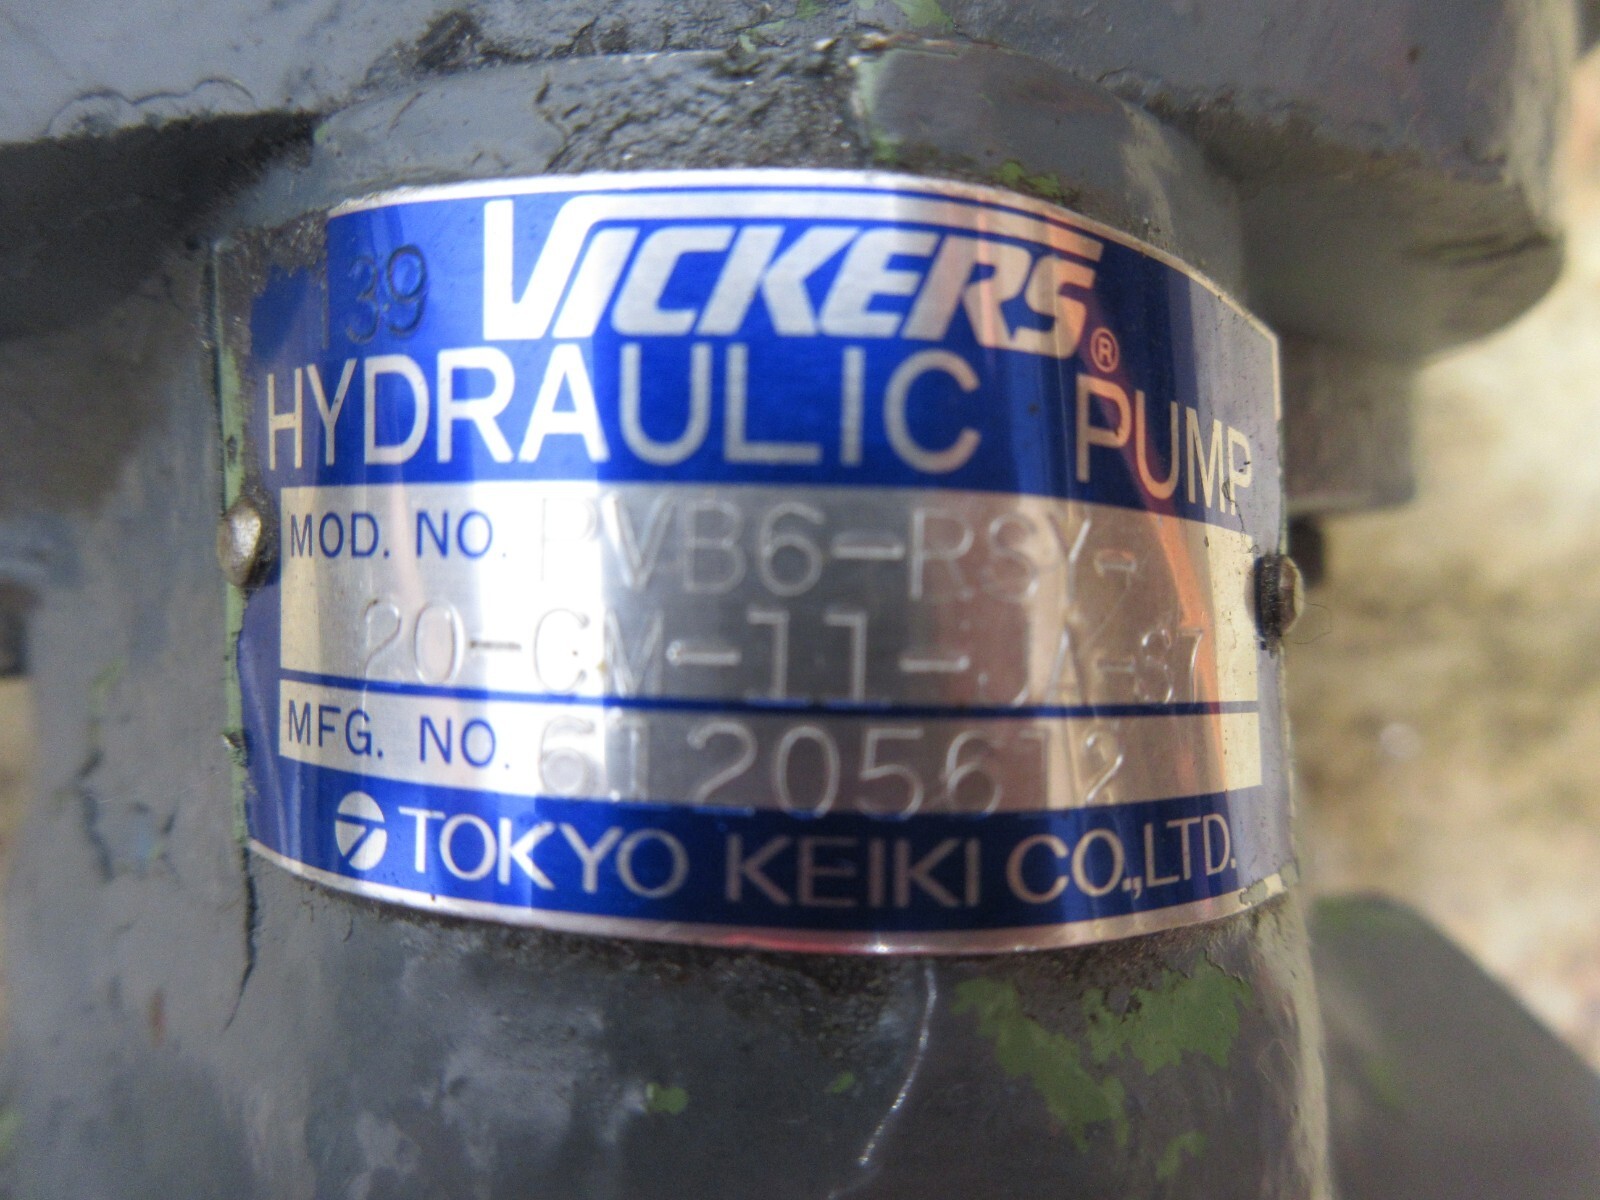 139 VICKERS®
HYDRAULIC PUMP
MOD. NO. PVB6-RSY-
20-CM-11-JA-S7
MFG. NO. 61205612
TOKYO KEIKI CO.,LTD.